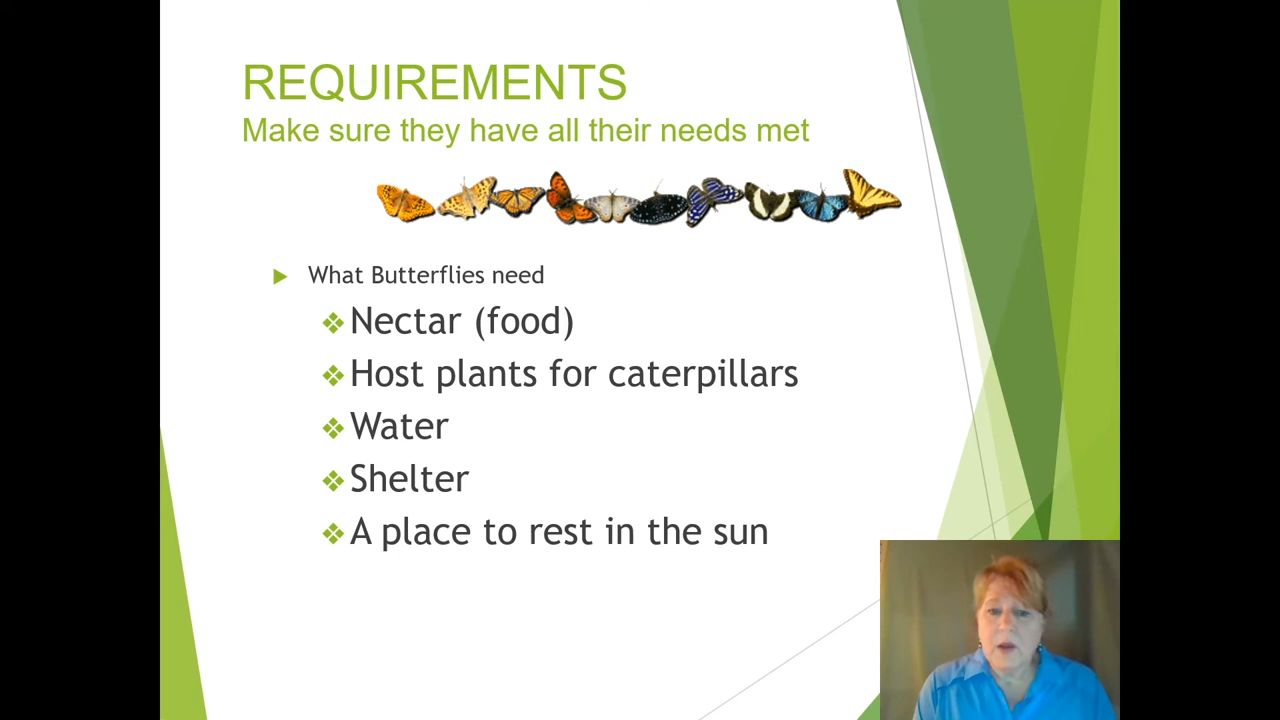 REQUIREMENTS
Make sure they have all their needs met
What Butterflies need
Nectar (food)
Host plants for caterpillars
Water
Shelter
A place to rest in the sun